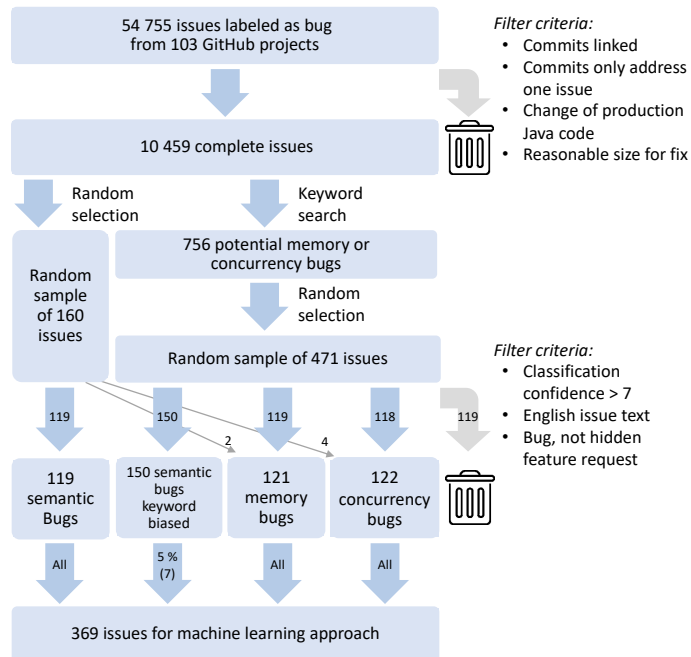 54 755 issues labeled as bug
from 103 GitHub projects
Filter criteria:
• Commits linked
• Commits only address
one issue
• Change of production
Java code
• Reasonable size for fix
10 459 complete issues
Random
selection
Keyword
search
756 potential memory or
concurrency bugs
Random
sample
of 160
issues
Random
selection
Random sample of 471 issues
Filter criteria:
• Classification
confidence > 7
• English issue text
• Bug, not hidden
feature request
119
150
119
118
119
2
4
119
semantic
Bugs
150 semantic
bugs
keyword
biased
121
memory
bugs
122
concurrency
bugs
All
5 %
(7)
All
All
369 issues for machine learning approach